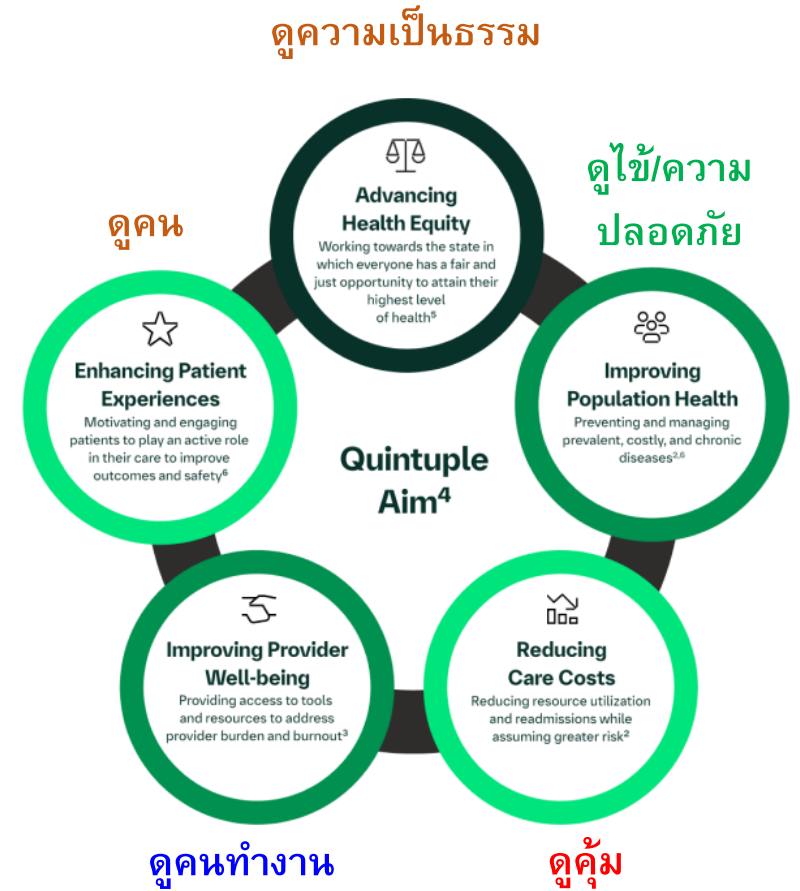 ดูความเป็นธรรม
Advancing
Health Equity
Working towards the state in
which everyone has a fair and
just opportunity to attain their
highest level
of health⁵
ดูไข้/ความ
ปลอดภัย
Improving
Population Health
Preventing and managing
prevalent, costly, and chronic
diseases²,⁶
ดูคน
Enhancing Patient
Experiences
Motivating and engaging
patients to play an active role
in their care to improve
outcomes and safety⁶
Quintuple
Aim⁴
Improving Provider
Well-being
Providing access to tools
and resources to address
provider burden and burnout³
ดูคนทำงาน
Reducing
Care Costs
Reducing resource utilization
and readmissions while
assuming greater risk²
ดูคุ้ม